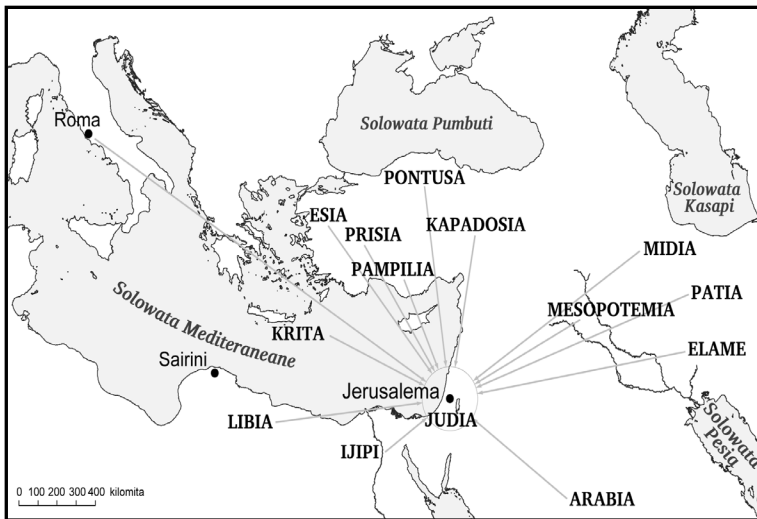 Roma
Solowata Pumbuti
Solowata
Kasapi
PONTUSA
ESIA
PRISIA
KAPADOSIA
PAMPILIA
MIDIA
PATIA
MESOPOTEMIA
Solowata Mediteraneane
KRITA
ELAME
Sairini
Jerusalema
LIBIA
JUDIA
IJIPI
Solowata
Pesia
ARABIA
0 100 200 300 400 kilomita